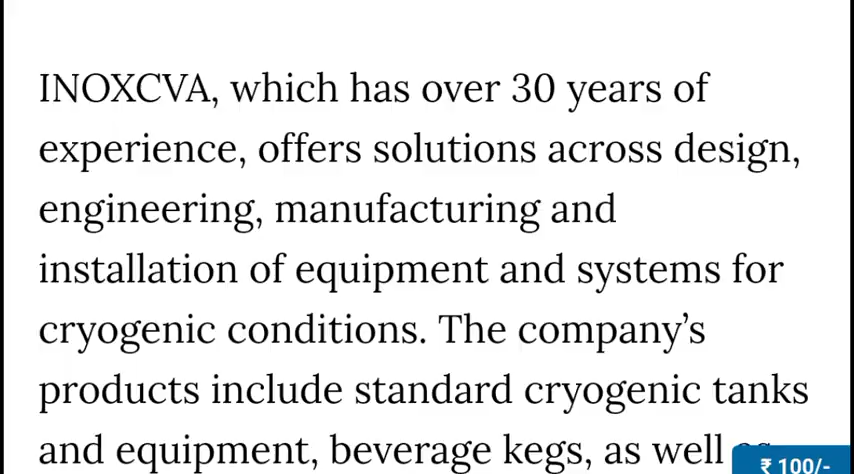 INOXCVA, which has over 30 years of
experience, offers solutions across design,
engineering, manufacturing and
installation of equipment and systems for
cryogenic conditions. The company’s
products include standard cryogenic tanks
and equipment, beverage kegs, as well
₹ 100/-